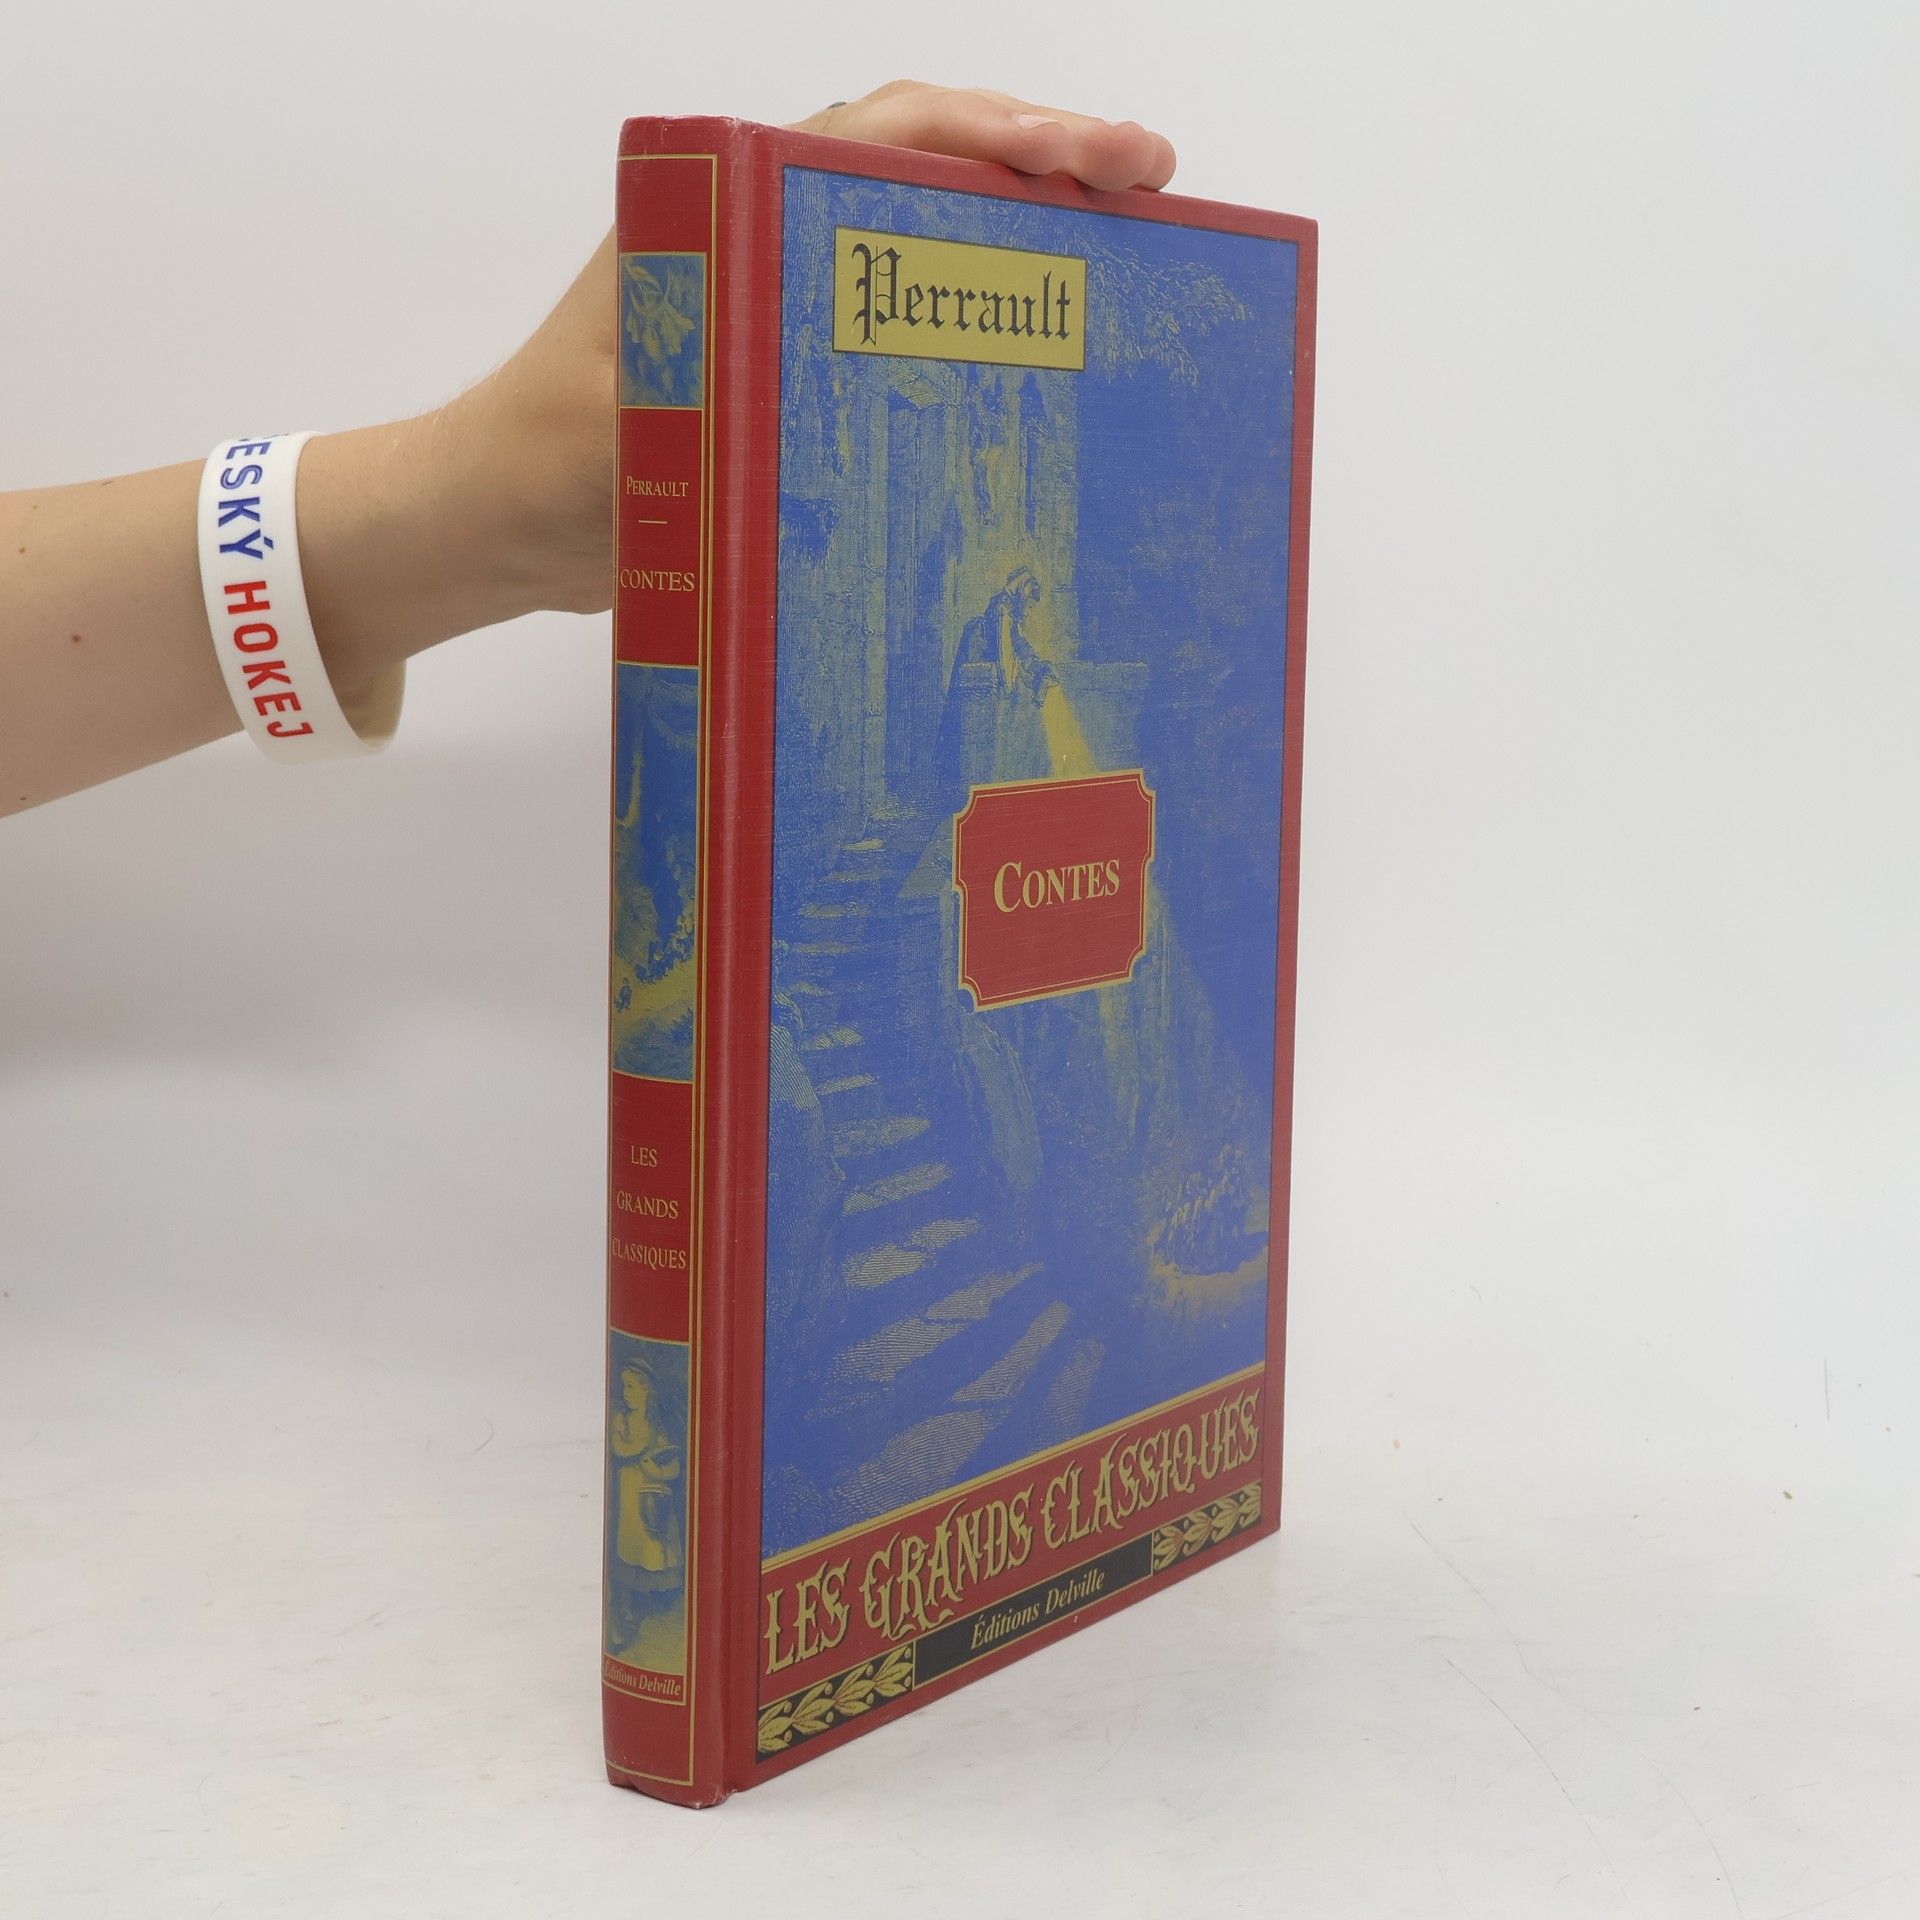 Perrault
CONTES
LES GRANDS CLASSIQUES
Éditions Delville
PERRAULT
CONTES
LES
GRANDS
CLASSIQUES
Éditions Delville
ESKÝ HOKEJ